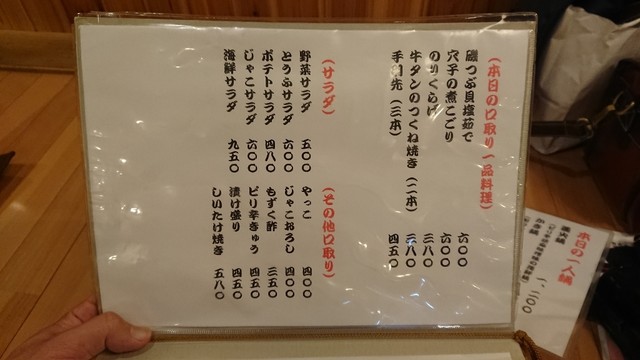 (本日の口取り一品料理)
磯つぶ貝塩茹で 六〇〇
穴子の煮こごり 六〇〇
のりくらげ 三八〇
牛タンのつくね焼き(二本) 三八〇
手羽先(三本) 四五〇
(サラダ)
野菜サラダ 五〇〇
とうふサラダ 六〇〇
ポテトサラダ 四八〇
じゃこサラダ 六〇〇
海鮮サラダ 九五〇
(その他口取り)
やっこ 四〇〇
じゃこおろし 四〇〇
もずく酢 三五〇
ピリ辛きゅう 四五〇
漬け盛り 四五〇
しいたけ焼き 五八〇
本日の一人鍋
かき鍋
一、二〇〇